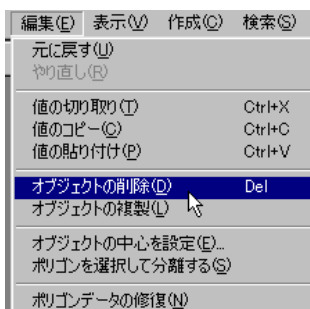 編集(E) 表示(V) 作成(C) 検索(S)
元に戻す(U)
やり直し(R)
値の切り取り(T) Ctrl+X
値のコピー(C) Ctrl+C
値の貼り付け(P) Ctrl+V
オブジェクトの削除(D) Del
オブジェクトの複製(L)
オブジェクトの中心を設定(E)...
ポリゴンを選択して分離する(S)
ポリゴンデータの修復(N)